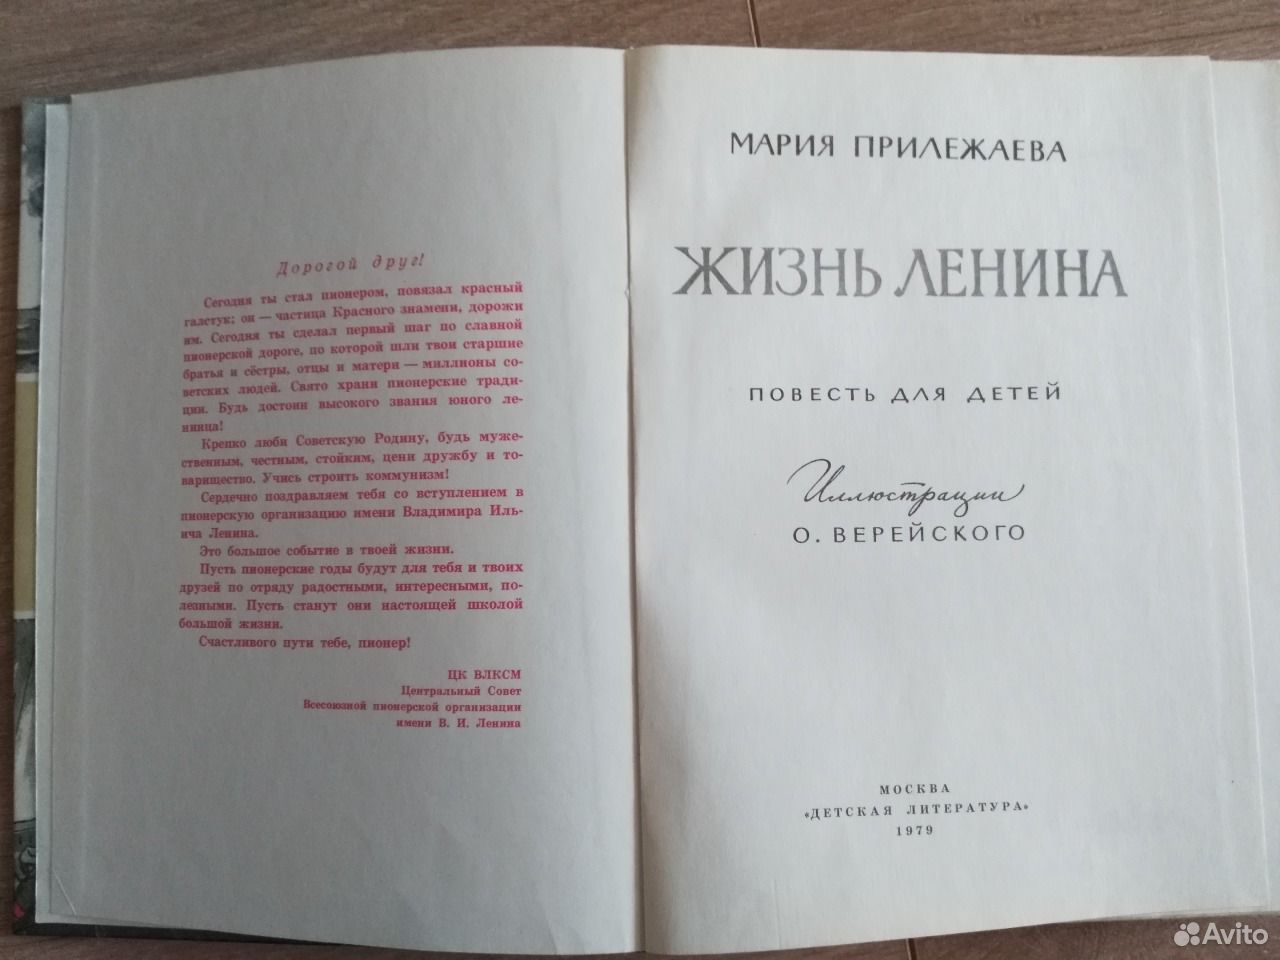 Дорогой друг!
Сегодня ты стал пионером, повязал красный
галстук; он — частица Красного знамени, дорожи
им. Сегодня ты сделал первый шаг по славной
пионерской дороге, по которой шли твои старшие
братья и сёстры, отцы и матери — миллионы со-
ветских людей. Свято храни пионерские тради-
ции. Будь достоин высокого звания юного ле-
нинца!
Крепко люби Советскую Родину, будь муже-
ственным, честным, стойким, цени дружбу и то-
варищество. Учись строить коммунизм!
Сердечно поздравляем тебя со вступлением в
пионерскую организацию имени Владимира Иль-
ича Ленина.
Это большое событие в твоей жизни.
Пусть пионерские годы будут для тебя и твоих
друзей по отряду радостными, интересными, по-
лезными. Пусть станут они настоящей школой
большой жизни.
Счастливого пути тебе, пионер!
ЦК ВЛКСМ
Центральный Совет
Всесоюзной пионерской организации
имени В. И. Ленина
МАРИЯ ПРИЛЕЖАЕВА
ЖИЗНЬ ЛЕНИНА
ПОВЕСТЬ ДЛЯ ДЕТЕЙ
Иллюстрации
О. ВЕРЕЙСКОГО
МОСКВА
«ДЕТСКАЯ ЛИТЕРАТУРА»
1979
Avito